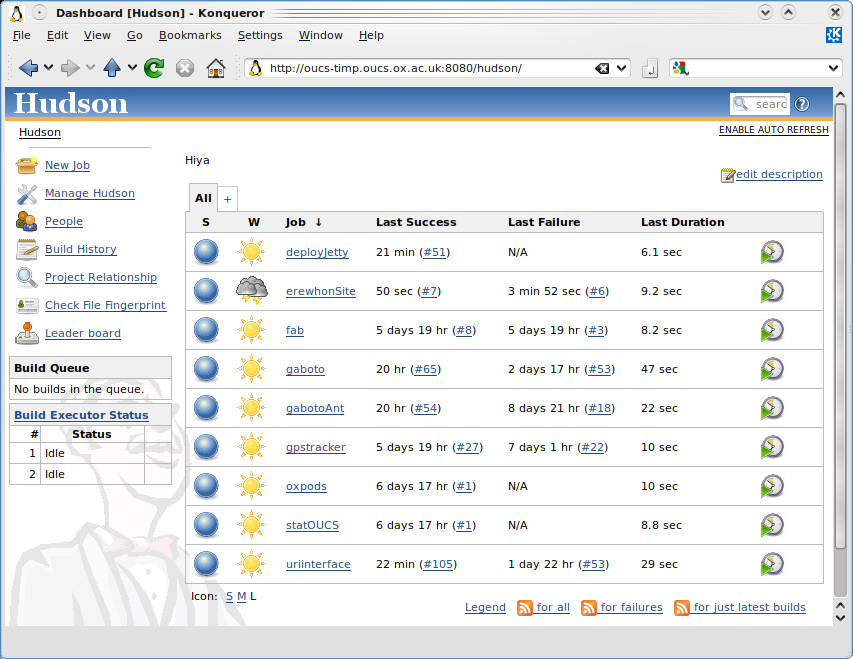 Dashboard [Hudson] - Konqueror
File Edit View Go Bookmarks Settings Window Help
http://oucs-timp.oucs.ox.ac.uk:8080/hudson/
Hudson
searc
?
Hudson
ENABLE AUTO REFRESH
New Job
Manage Hudson
People
Build History
Project Relationship
Check File Fingerprint
Leader board
Build Queue
No builds in the queue.
Build Executor Status
# Status
1 Idle
2 Idle
Hiya
edit description
All +
S W Job ↓ Last Success Last Failure Last Duration
deployJetty 21 min (#51) N/A 6.1 sec
erewhonSite 50 sec (#7) 3 min 52 sec (#6) 9.2 sec
fab 5 days 19 hr (#8) 5 days 19 hr (#3) 8.2 sec
gaboto 20 hr (#65) 2 days 17 hr (#53) 47 sec
gabotoAnt 20 hr (#54) 8 days 21 hr (#18) 22 sec
gpstracker 5 days 19 hr (#27) 7 days 1 hr (#22) 10 sec
oxpods 6 days 17 hr (#1) N/A 10 sec
statOUCS 6 days 17 hr (#1) N/A 8.8 sec
uriinterface 22 min (#105) 1 day 22 hr (#53) 29 sec
Icon: S M L
Legend for all for failures for just latest builds